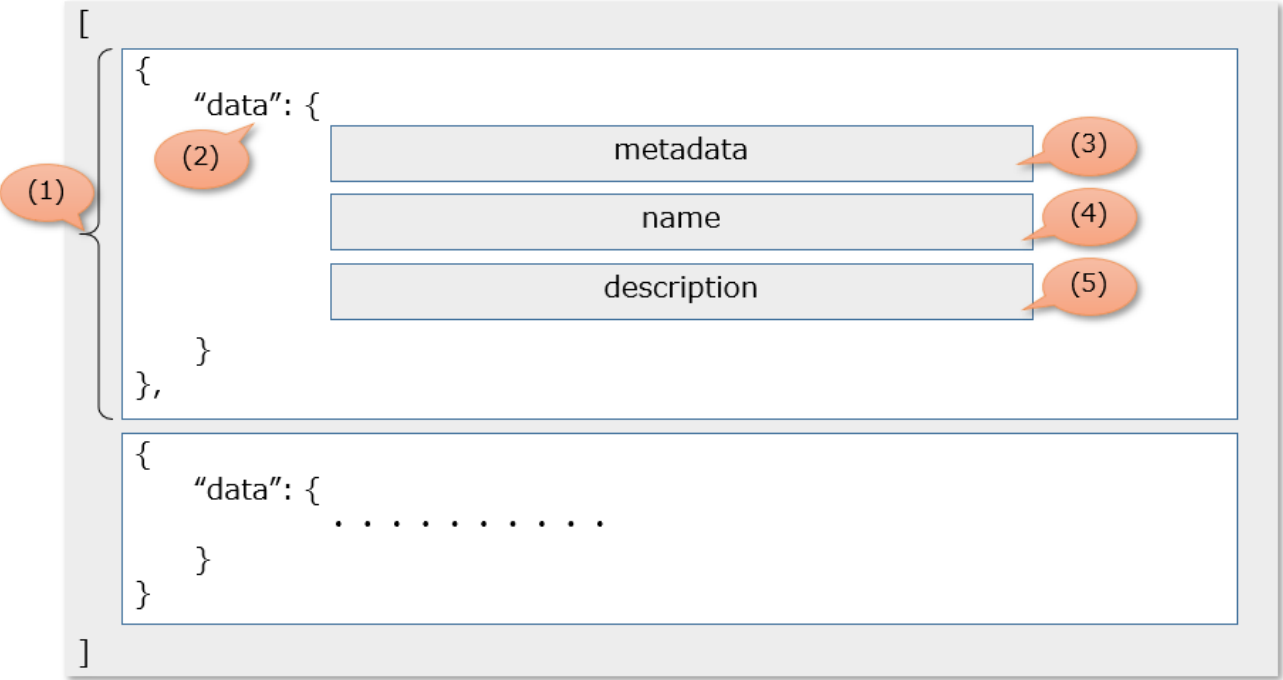 [
{
“data”: {
(2)
metadata
(3)
(1)
name
(4)
description
(5)
}
},
{
“data”: {
. . . . . . . . . .
}
}
]